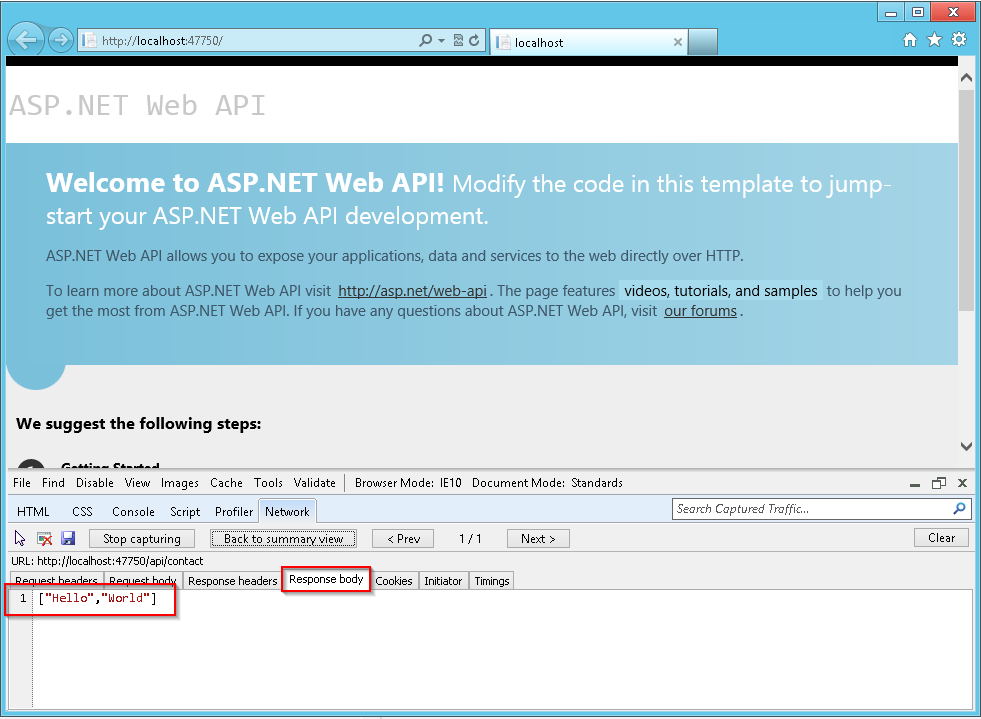 http://localhost:47750/
localhost
ASP.NET Web API
Welcome to ASP.NET Web API! Modify the code in this template to jump-
start your ASP.NET Web API development.
ASP.NET Web API allows you to expose your applications, data and services to the web directly over HTTP.
To learn more about ASP.NET Web API visit http://asp.net/web-api. The page features videos, tutorials, and samples to help you
get the most from ASP.NET Web API. If you have any questions about ASP.NET Web API, visit our forums.
We suggest the following steps:
Getting Started
File Find Disable View Images Cache Tools Validate Browser Mode: IE10 Document Mode: Standards
HTML CSS Console Script Profiler Network Search Captured Traffic...
Stop capturing Back to summary view < Prev 1 / 1 Next > Clear
URL: http://localhost:47750/api/contact
Request headers Request body Response headers Response body Cookies Initiator Timings
1 ["Hello","World"]